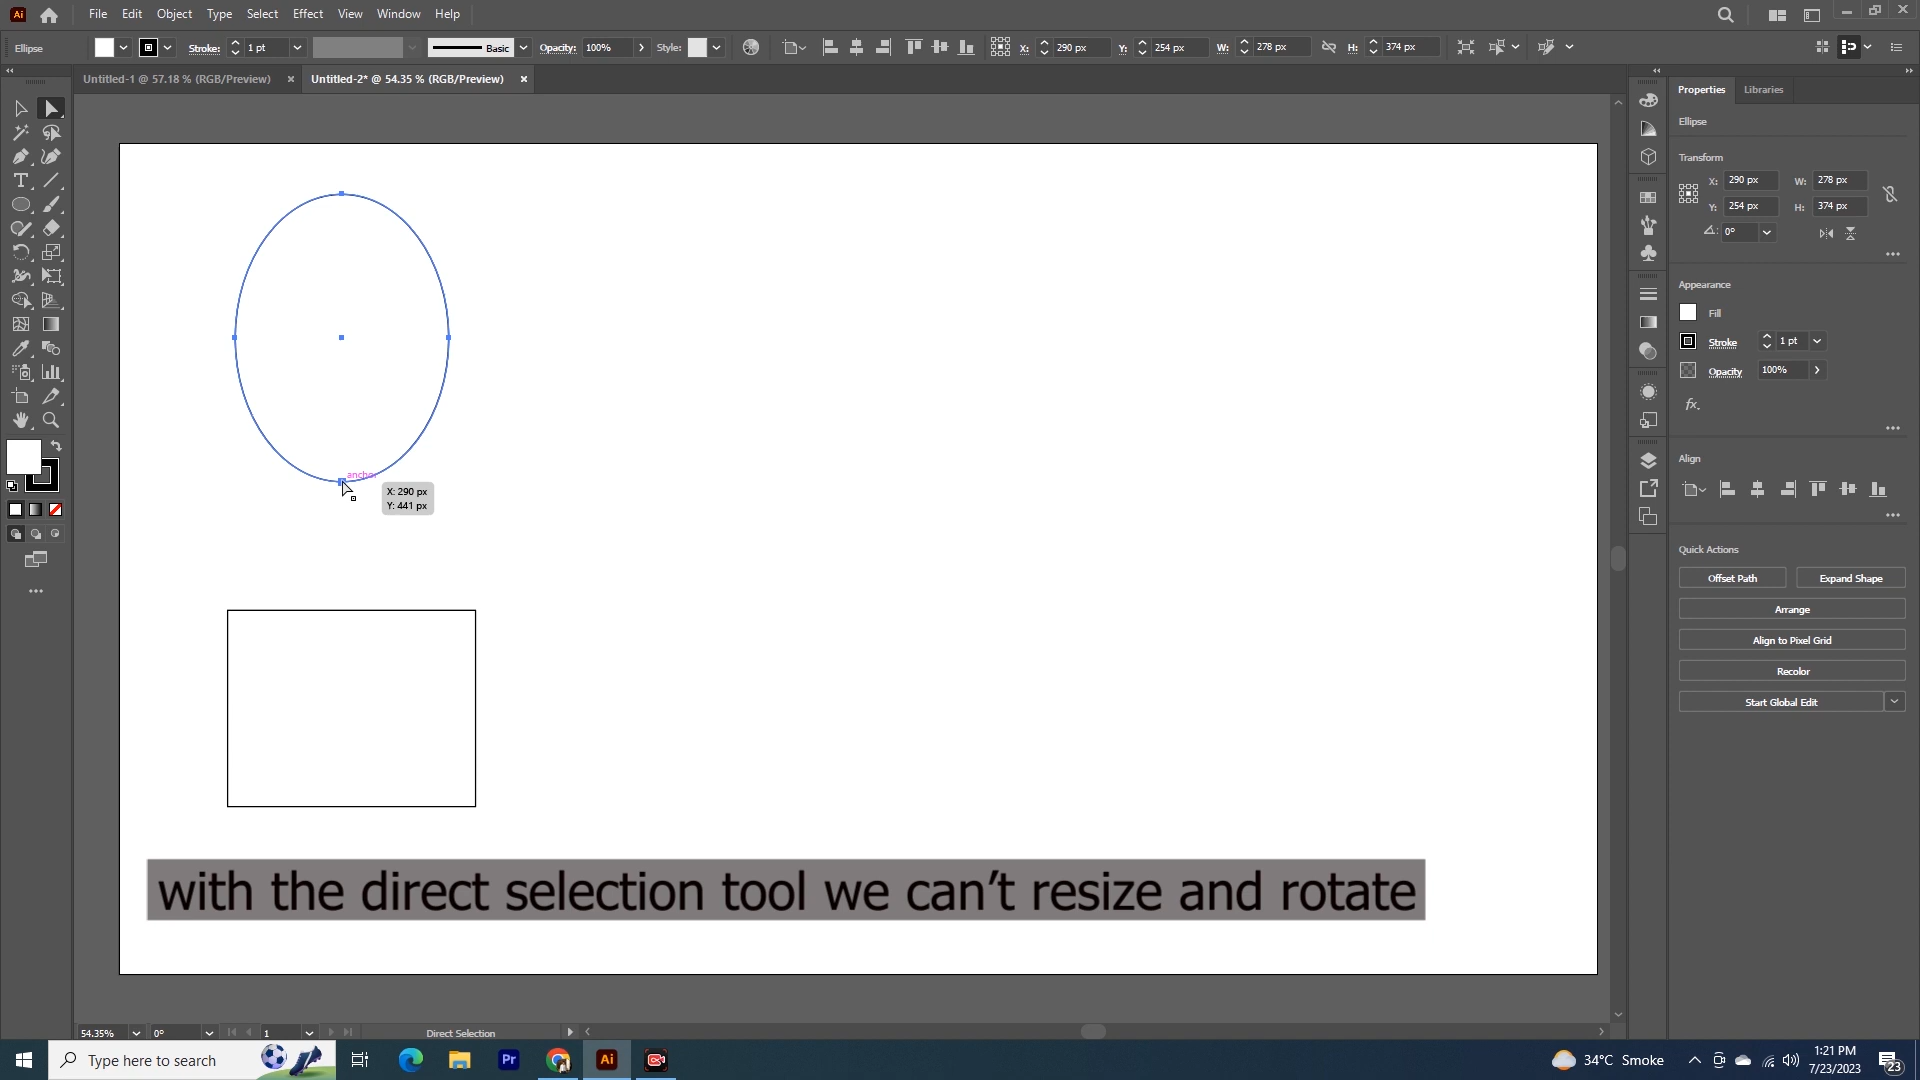 Ai File Edit Object Type Select Effect View Window Help
Ellipse Stroke: 1 pt Basic Opacity: 100% Style: X: 290 px Y: 254 px W: 278 px H: 374 px
Untitled-1 @ 57.18 % (RGB/Preview) × Untitled-2* @ 54.35 % (RGB/Preview) ×
Properties Libraries
Ellipse
Transform
X: 290 px W: 278 px
Y: 254 px H: 374 px
0°
Appearance
Fill
Stroke 1 pt
Opacity 100%
fx.
Align
Quick Actions
Offset Path Expand Shape
Arrange
Align to Pixel Grid
Recolor
Start Global Edit
anchor
X: 290 px
Y: 441 px
with the direct selection tool we can’t resize and rotate
54.35% 0° 1 Direct Selection
Type here to search Pr Ai 34°C Smoke 1:21 PM
7/23/2023 23